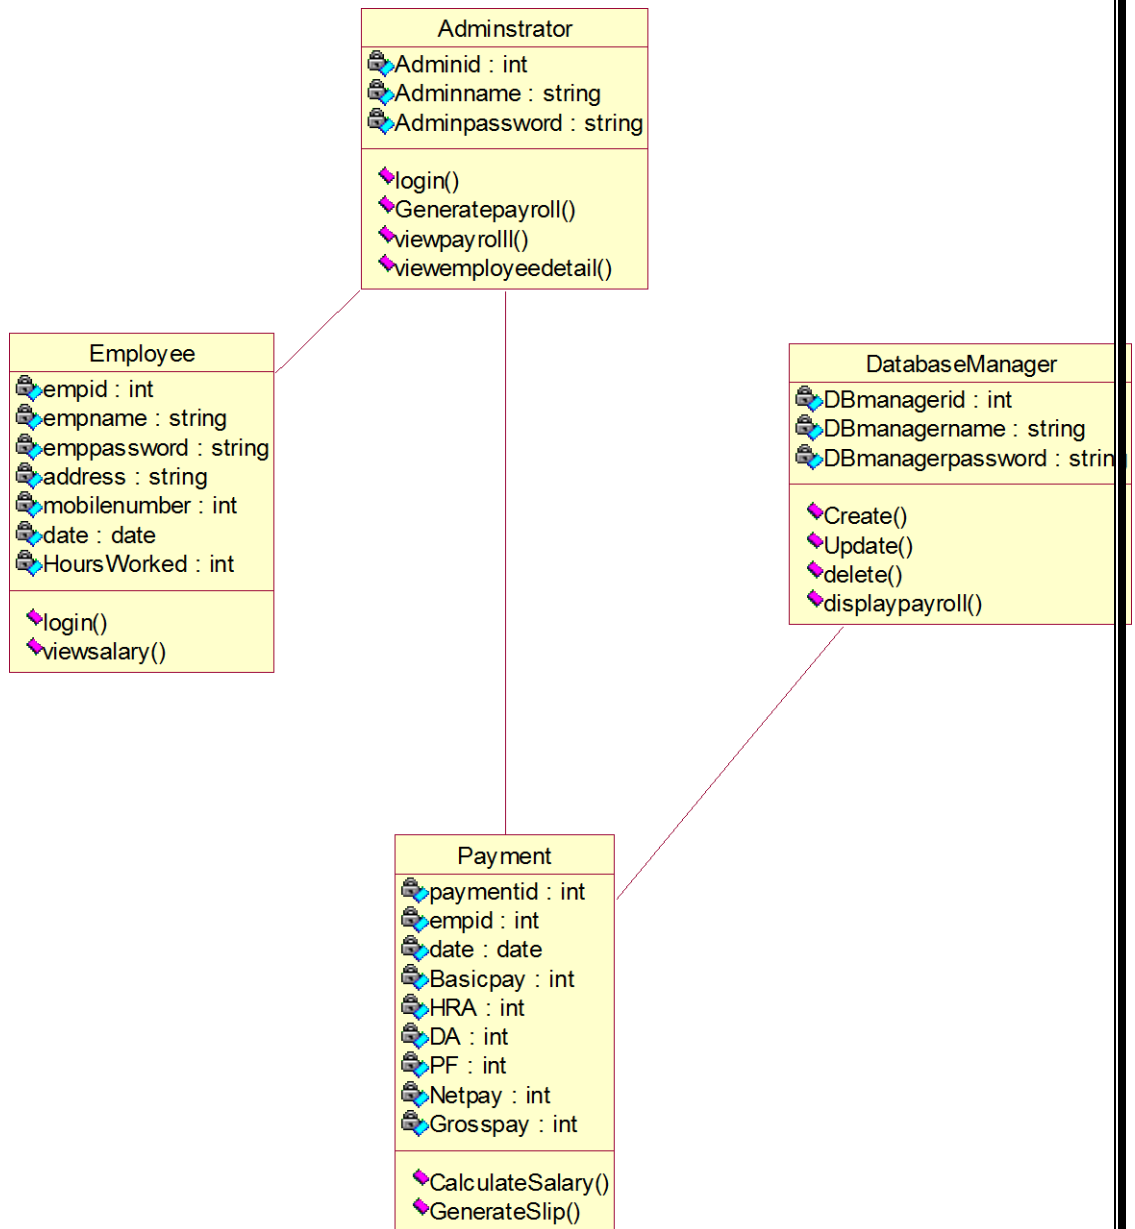 Adminstrator
Adminid : int
Adminname : string
Adminpassword : string
login()
Generatepayroll()
viewpayrolll()
viewemployeedetail()
Employee
empid : int
empname : string
emppassword : string
address : string
mobilenumber : int
date : date
HoursWorked : int
login()
viewsalary()
DatabaseManager
DBmanagerid : int
DBmanagername : string
DBmanagerpassword : string
Create()
Update()
delete()
displaypayroll()
Payment
paymentid : int
empid : int
date : date
Basicpay : int
HRA : int
DA : int
PF : int
Netpay : int
Grosspay : int
CalculateSalary()
GenerateSlip()